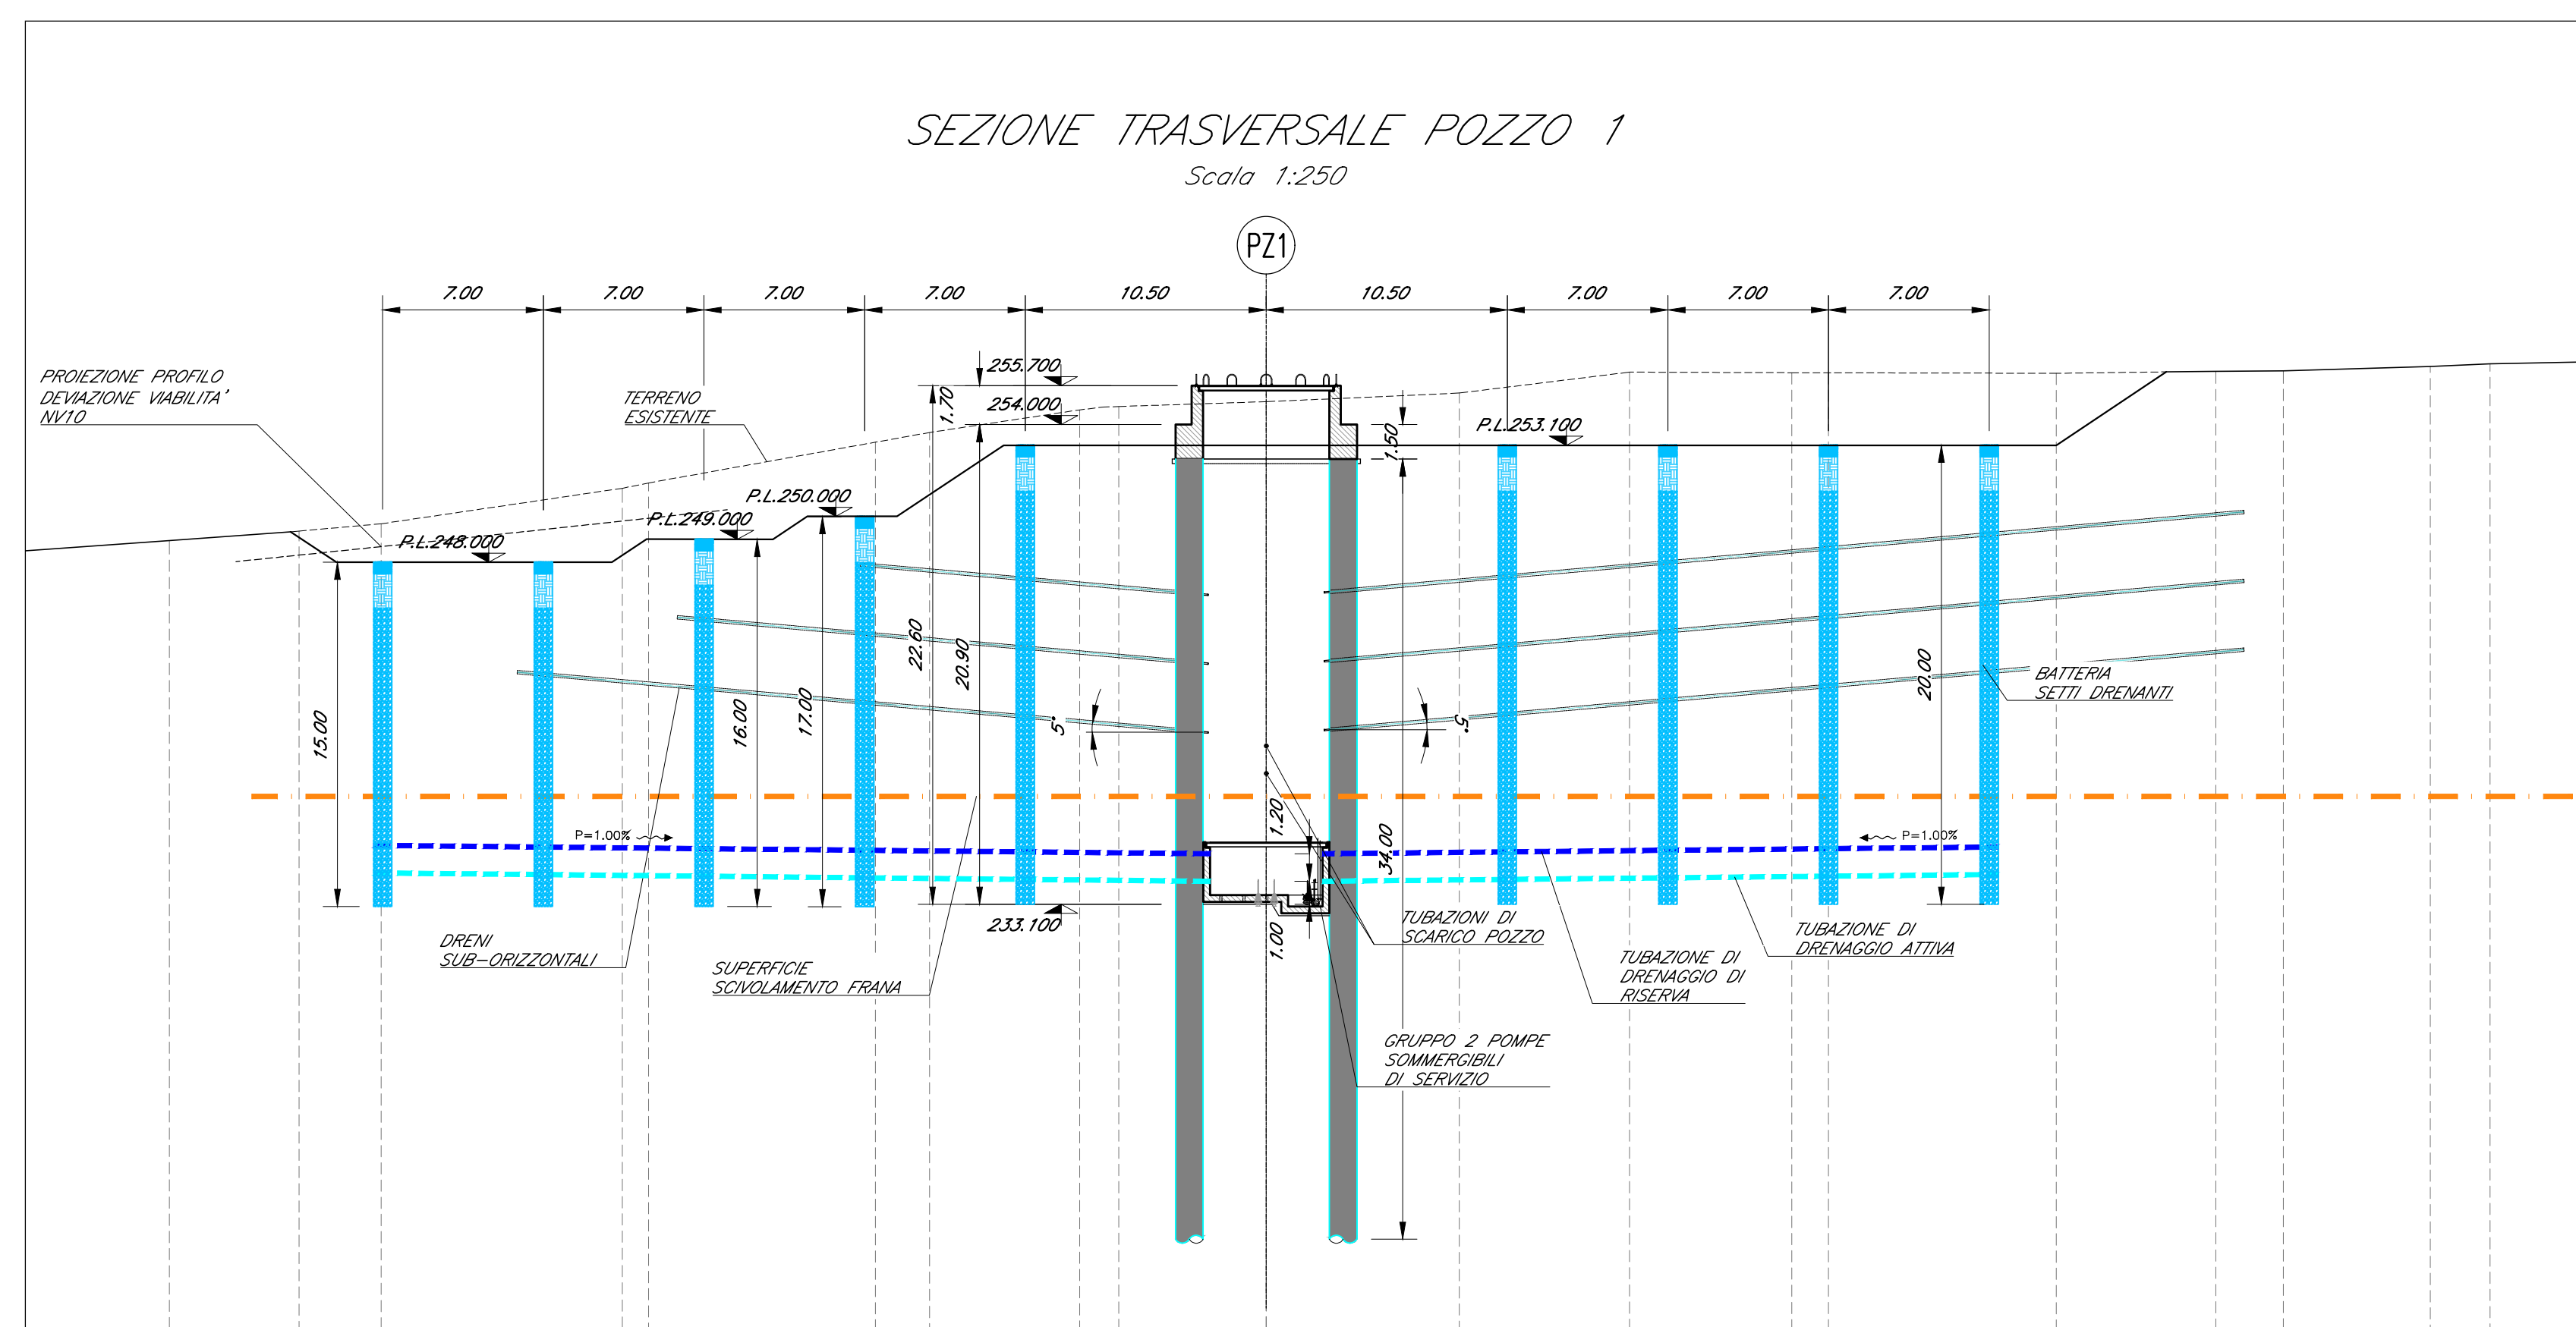 SEZIONE TRASVERSALE POZZO 1
Scala 1:250
PZ1
7.00
7.00
7.00
7.00
10.50
10.50
7.00
7.00
7.00
PROIEZIONE PROFILO
DEVIAZIONE VIABILITA'
NV10
TERRENO
ESISTENTE
255.700
1.70
254.000
1.50
P.L.253.100
P.L.250.000
P.L.249.000
P.L.248.000
22.60
20.90
15.00
16.00
17.00
5°
5°
20.00
BATTERIA
SETTI DRENANTI
P=1.00%
1.20
34.00
P=1.00%
233.100
1.00
DRENI
SUB-ORIZZONTALI
SUPERFICIE
SCIVOLAMENTO FRANA
TUBAZIONI DI
SCARICO POZZO
TUBAZIONE DI
DRENAGGIO ATTIVA
TUBAZIONE DI
DRENAGGIO DI
RISERVA
GRUPPO 2 POMPE
SOMMERGIBILI
DI SERVIZIO